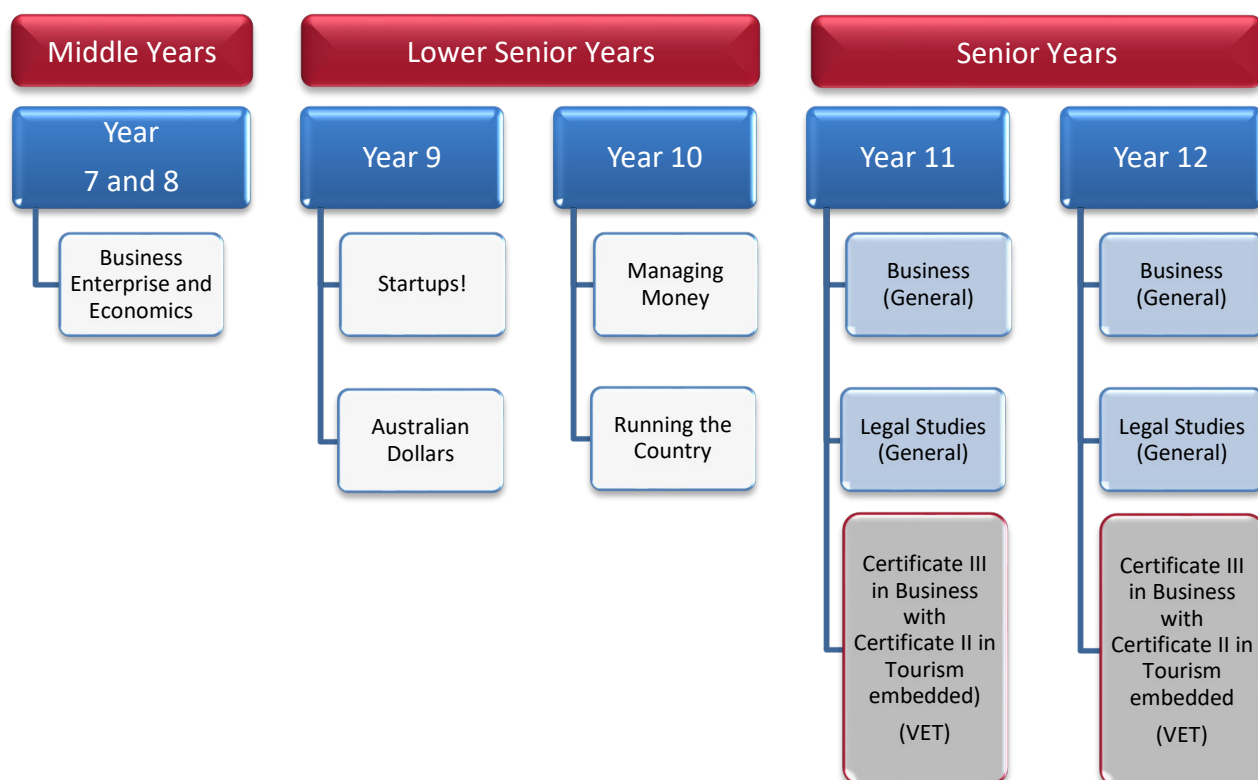 Middle Years
Lower Senior Years
Senior Years
Year
7 and 8
Year 9
Year 10
Year 11
Year 12
Business
Enterprise and
Economics
Startups!
Managing
Money
Business
(General)
Business
(General)
Australian
Dollars
Running the
Country
Legal Studies
(General)
Legal Studies
(General)
Certificate III
in Business
with
Certificate II in
Tourism
embedded)
(VET)
Certificate III
in Business
with
Certificate II in
Tourism
embedded
(VET)